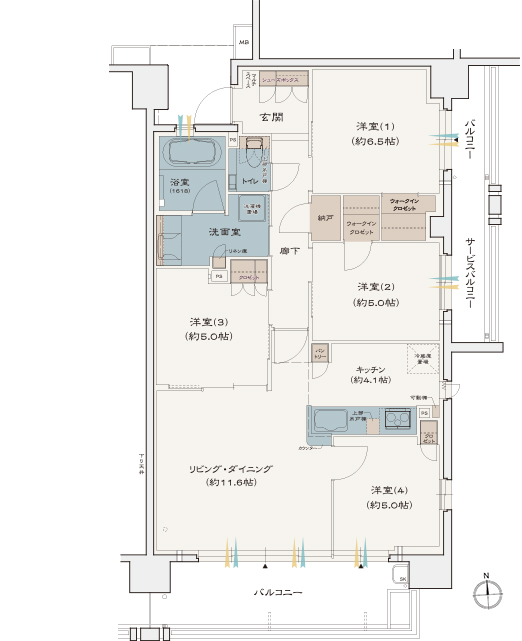 MB
マルチスペース
シューズボックス
玄関
洋室(1)
(約6.5帖)
バルコニー
PS
トイレ
浴室
(1618)
洗濯機
置場
洗面室
リネン庫
納戸
ウォークイン
クロゼット
ウォークイン
クロゼット
廊下
サービスバルコニー
PS
クロゼット
洋室(2)
(約5.0帖)
洋室(3)
(約5.0帖)
パン
トリー
キッチン
(約4.1帖)
冷蔵庫
置場
可動棚
上部
吊戸棚
PS
クロ
ゼット
カウンター
リビング・ダイニング
(約11.6帖)
洋室(4)
(約5.0帖)
バルコニー
SK
N